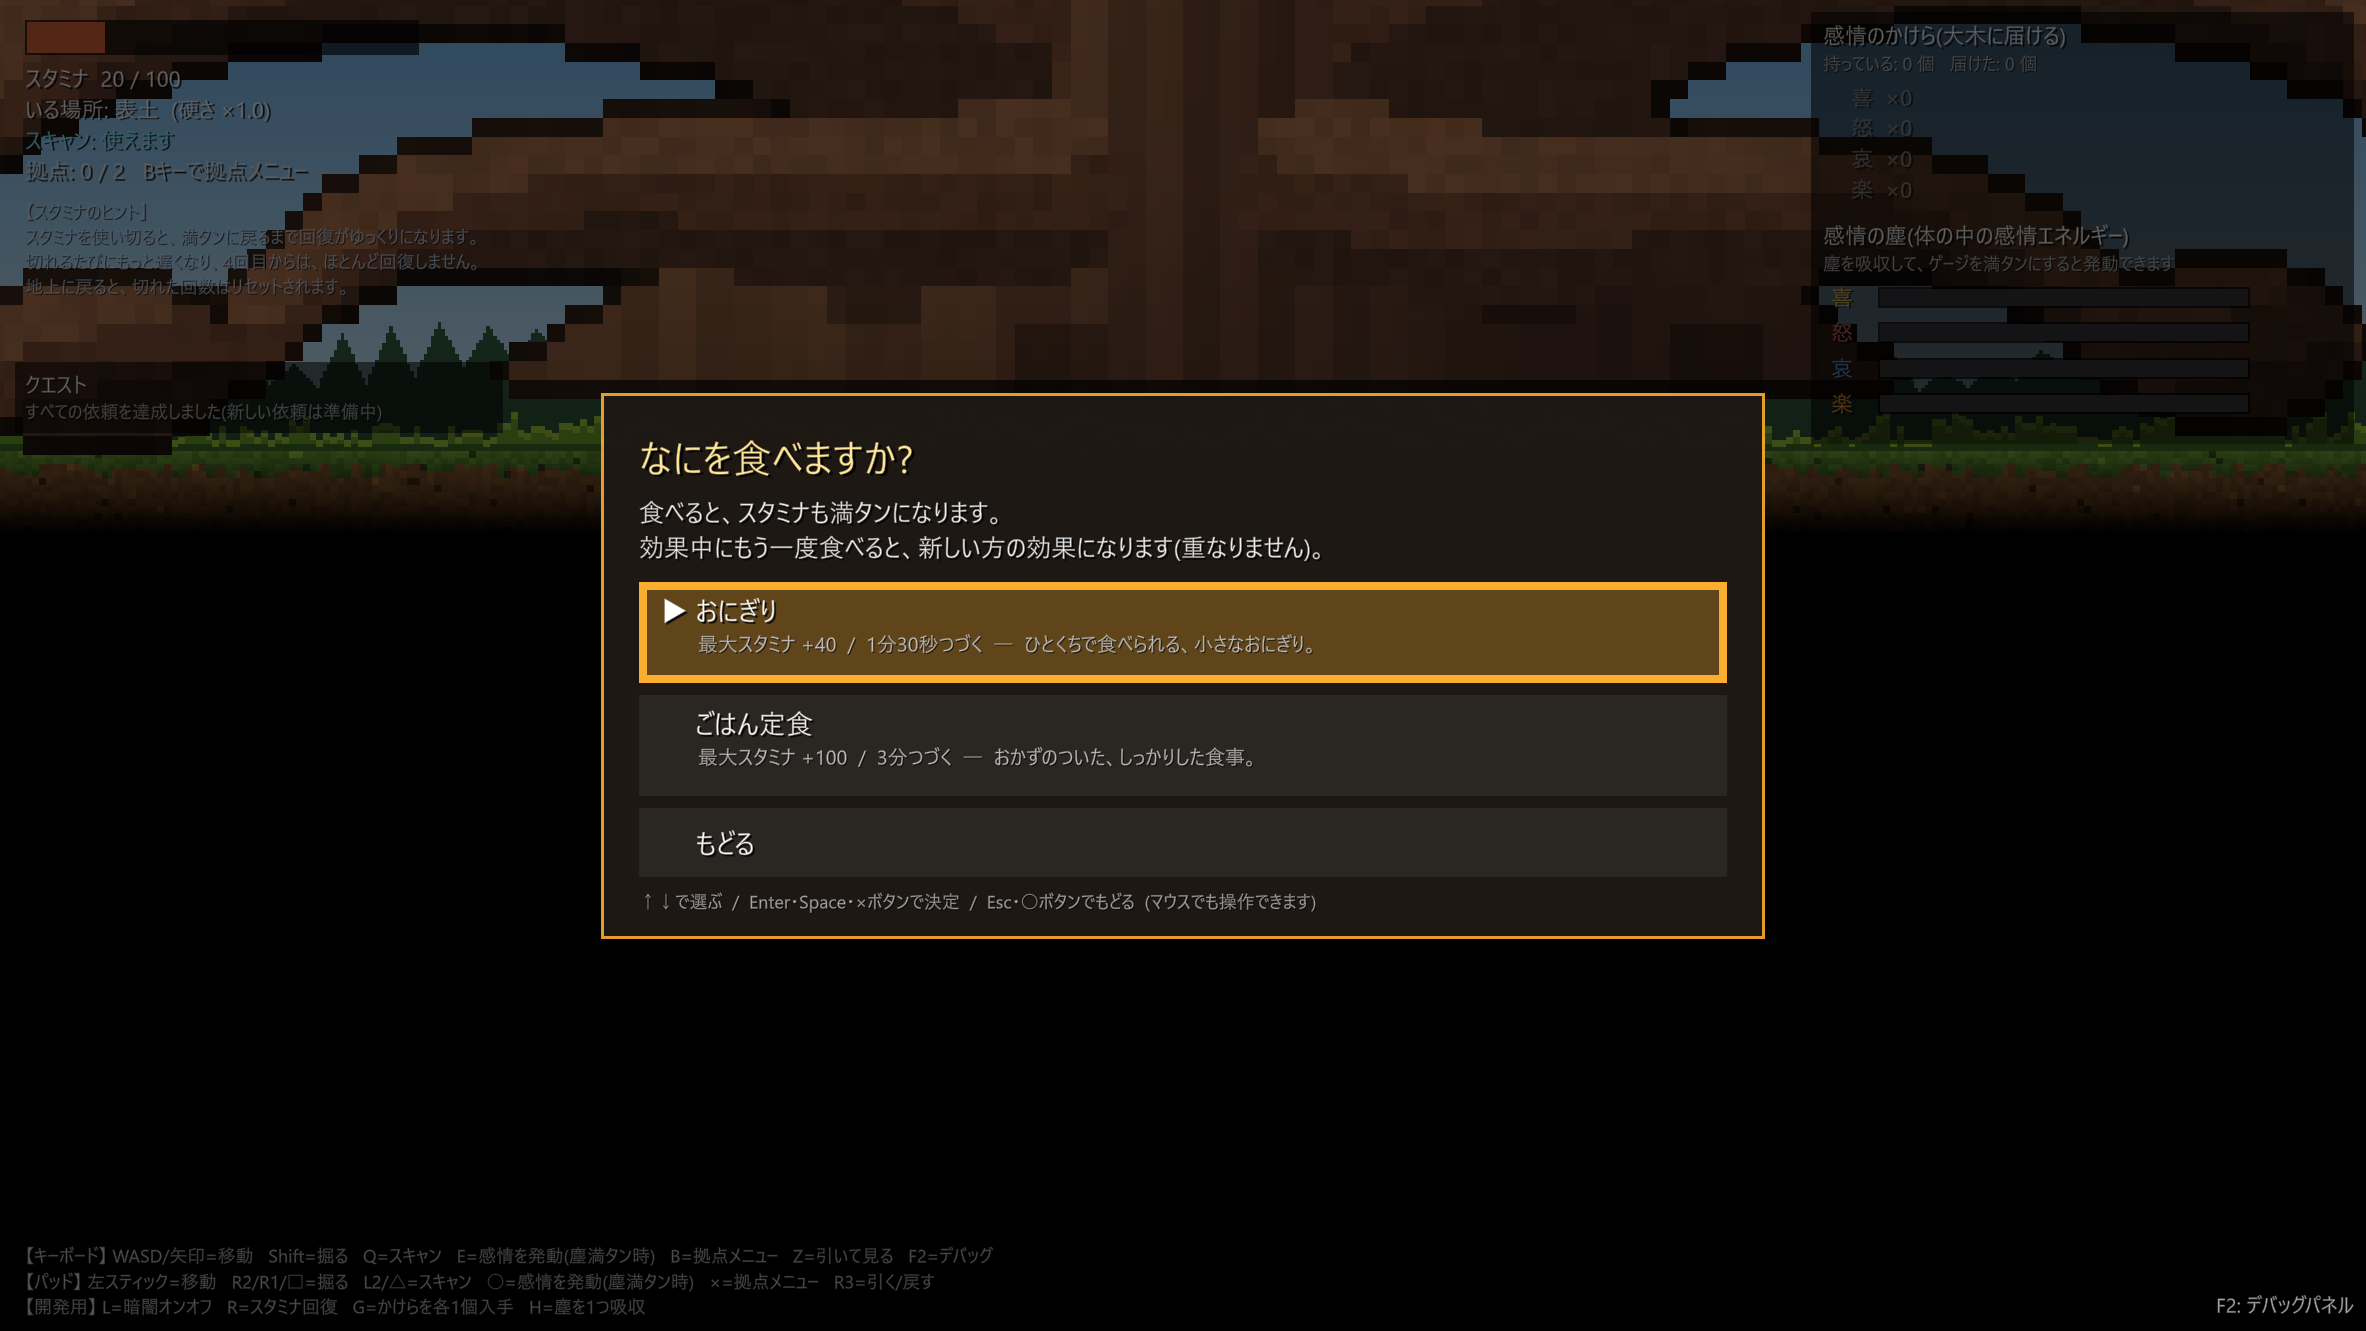 スタミナ 20 / 100
いる場所: 表土 (硬さ ×1.0)
スキャン: 使えます
拠点: 0 / 2 Bキーで拠点メニュー
[スタミナのヒント]
スタミナを使い切ると、満タンに戻るまで回復がゆっくりになります。
切れるたびにもっと遅くなり、4回目からは、ほとんど回復しません。
地上に戻ると、切れた回数はリセットされます。
クエスト
すべての依頼を達成しました(新しい依頼は準備中)
感情のかけら(大木に届ける)
持っている: 0 個 届けた: 0 個
喜 ×0
怒 ×0
哀 ×0
楽 ×0
感情の塵(体の中の感情エネルギー)
塵を吸収して、ゲージを満タンにすると発動できます
喜
怒
哀
楽
なにを食べますか?
食べると、スタミナも満タンになります。
効果中にもう一度食べると、新しい方の効果になります(重なりません)。
▶ おにぎり
最大スタミナ +40 / 1分30秒つづく — ひとくちで食べられる、小さなおにぎり。
ごはん定食
最大スタミナ +100 / 3分つづく — おかずのついた、しっかりした食事。
もどる
↑↓で選ぶ / Enter・Space・×ボタンで決定 / Esc・○ボタンでもどる (マウスでも操作できます)
【キーボード】WASD/矢印=移動 Shift=掘る Q=スキャン E=感情を発動(塵満タン時) B=拠点メニュー Z=引いて見る F2=デバッグ
【パッド】左スティック=移動 R2/R1/□=掘る L2/△=スキャン ○=感情を発動(塵満タン時) ×=拠点メニュー R3=引く/戻す
【開発用】L=暗闇オンオフ R=スタミナ回復 G=かけらを各1個入手 H=塵を1つ吸収
F2: デバッグパネル